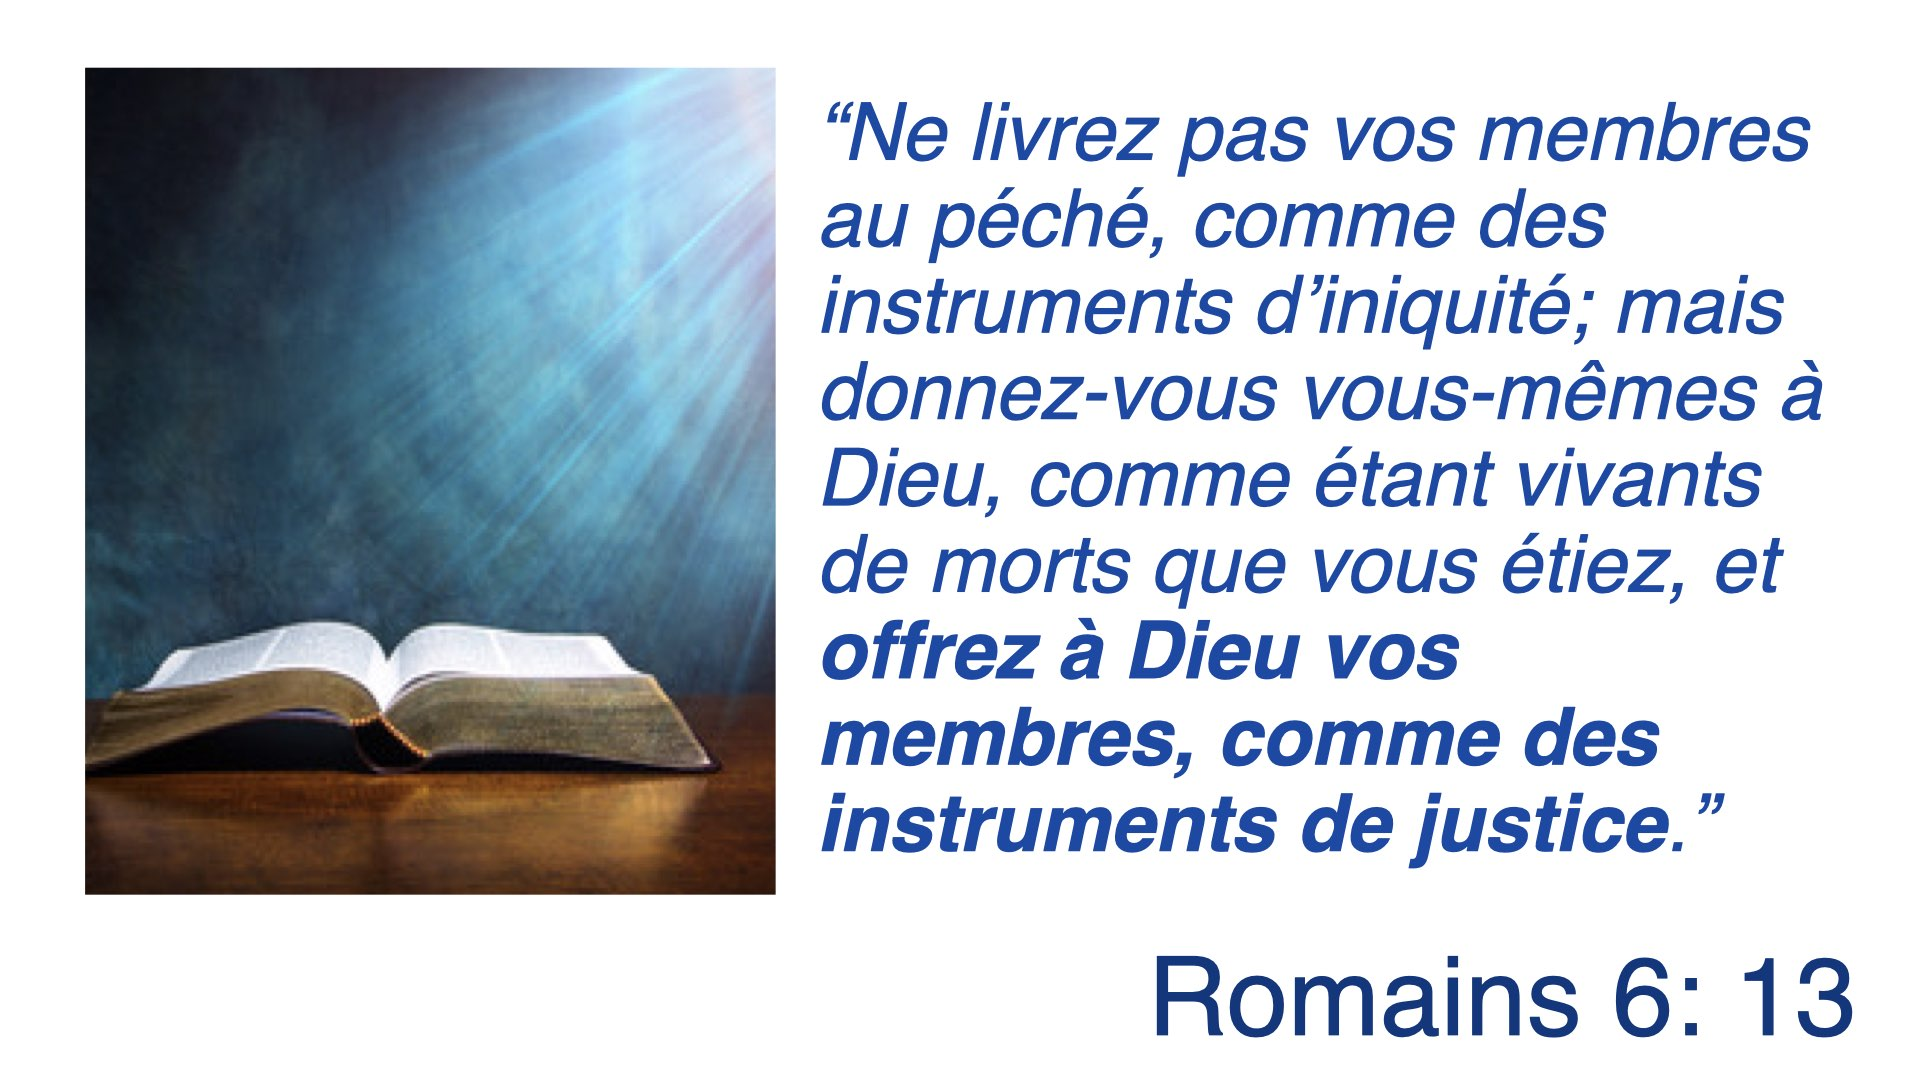 “Ne livrez pas vos membres
au péché, comme des
instruments d’iniquité; mais
donnez-vous vous-mêmes à
Dieu, comme étant vivants
de morts que vous étiez, et
offrez à Dieu vos
membres, comme des
instruments de justice.”
Romains 6: 13